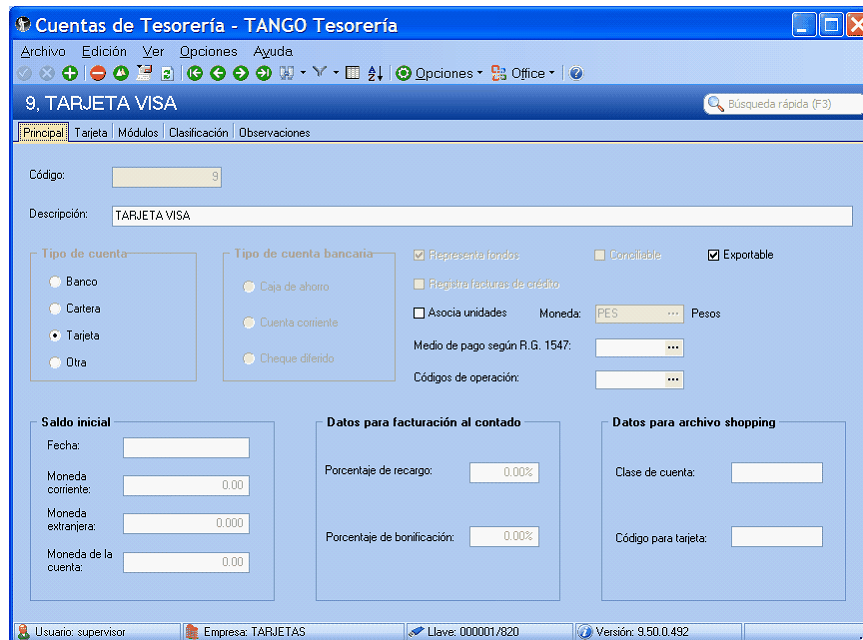 Cuentas de Tesorería - TANGO Tesorería
Archivo Edición Ver Opciones Ayuda
Opciones Office
9, TARJETA VISA
Búsqueda rápida (F3)
Principal Tarjeta Módulos Clasificación Observaciones
Código: 9
Descripción: TARJETA VISA
Tipo de cuenta
Banco
Cartera
Tarjeta
Otra
Tipo de cuenta bancaria
Caja de ahorro
Cuenta corriente
Cheque diferido
Representa fondos Conciliable Exportable
Registra facturas de crédito
Asocia unidades Moneda: PES ... Pesos
Medio de pago según R.G. 1547: ...
Códigos de operación: ...
Saldo inicial
Fecha:
Moneda
corriente: 0.00
Moneda
extranjera: 0.000
Moneda de la
cuenta: 0.00
Datos para facturación al contado
Porcentaje de recargo: 0.00%
Porcentaje de bonificación: 0.00%
Datos para archivo shopping
Clase de cuenta:
Código para tarjeta:
Usuario: supervisor Empresa: TARJETAS Llave: 000001/820 Versión: 9.50.0.492